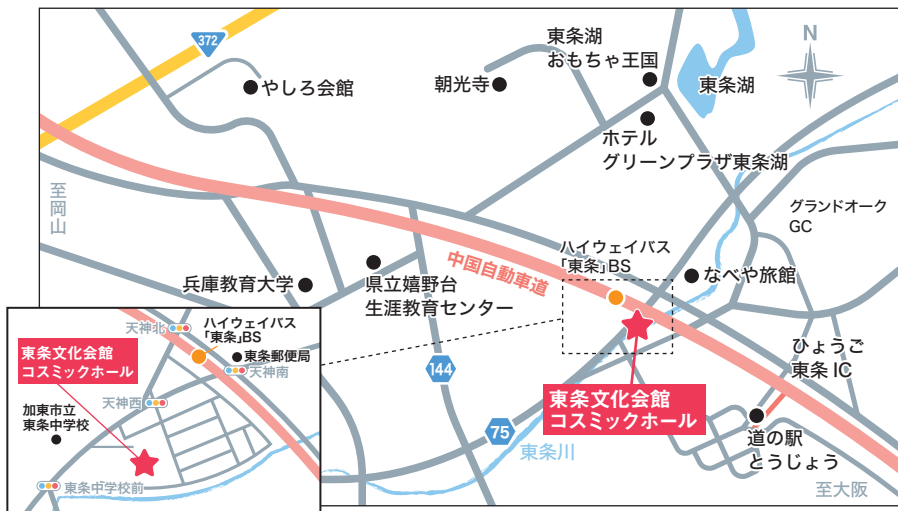 372
やしろ会館
朝光寺
東条湖
おもちゃ王国
東条湖
N
ホテル
グリーンプラザ東条湖
至岡山
グランドオーク
GC
ハイウェイバス
「東条」BS
中国自動車道
なべや旅館
兵庫教育大学
県立嬉野台
生涯教育センター
ひょうご
東条IC
東条文化会館
コスミックホール
144
75
東条川
道の駅
とうじょう
至大阪
天神北
ハイウェイバス
「東条」BS
東条郵便局
天神南
東条文化会館
コスミックホール
天神西
加東市立
東条中学校
東条中学校前